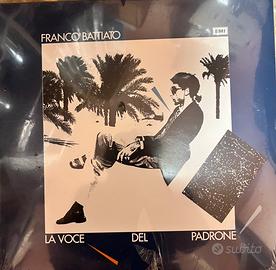 FRANCO BATTIATO
EMI
LA VOCE DEL PADRONE
subito